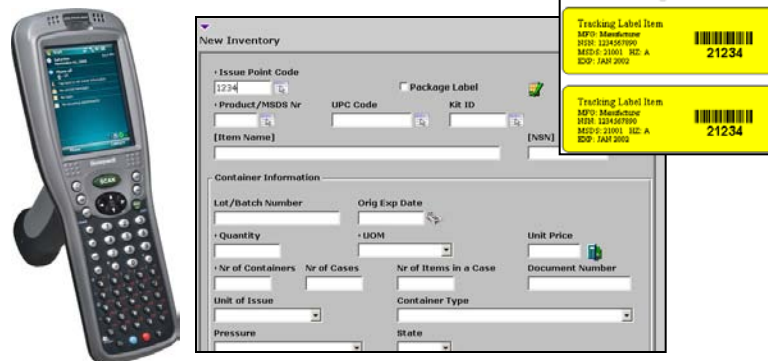 Honeywell
SCAN
New Inventory
Issue Point Code
1234
Package Label
Product/MSDS Nr UPC Code Kit ID
[Item Name] [NSN]
Container Information
Lot/Batch Number Orig Exp Date
Quantity UOM Unit Price
Nr of Containers Nr of Cases Nr of Items in a Case Document Number
Unit of Issue Container Type
Pressure State
Tracking Label Item
MFG: Manufacturer
NSN: 1234567890
MSDS: 21001 HZ: A
EXP: JAN 2002
21234
Tracking Label Item
MFG: Manufacturer
NSN: 1234567890
MSDS: 21001 HZ: A
EXP: JAN 2002
21234